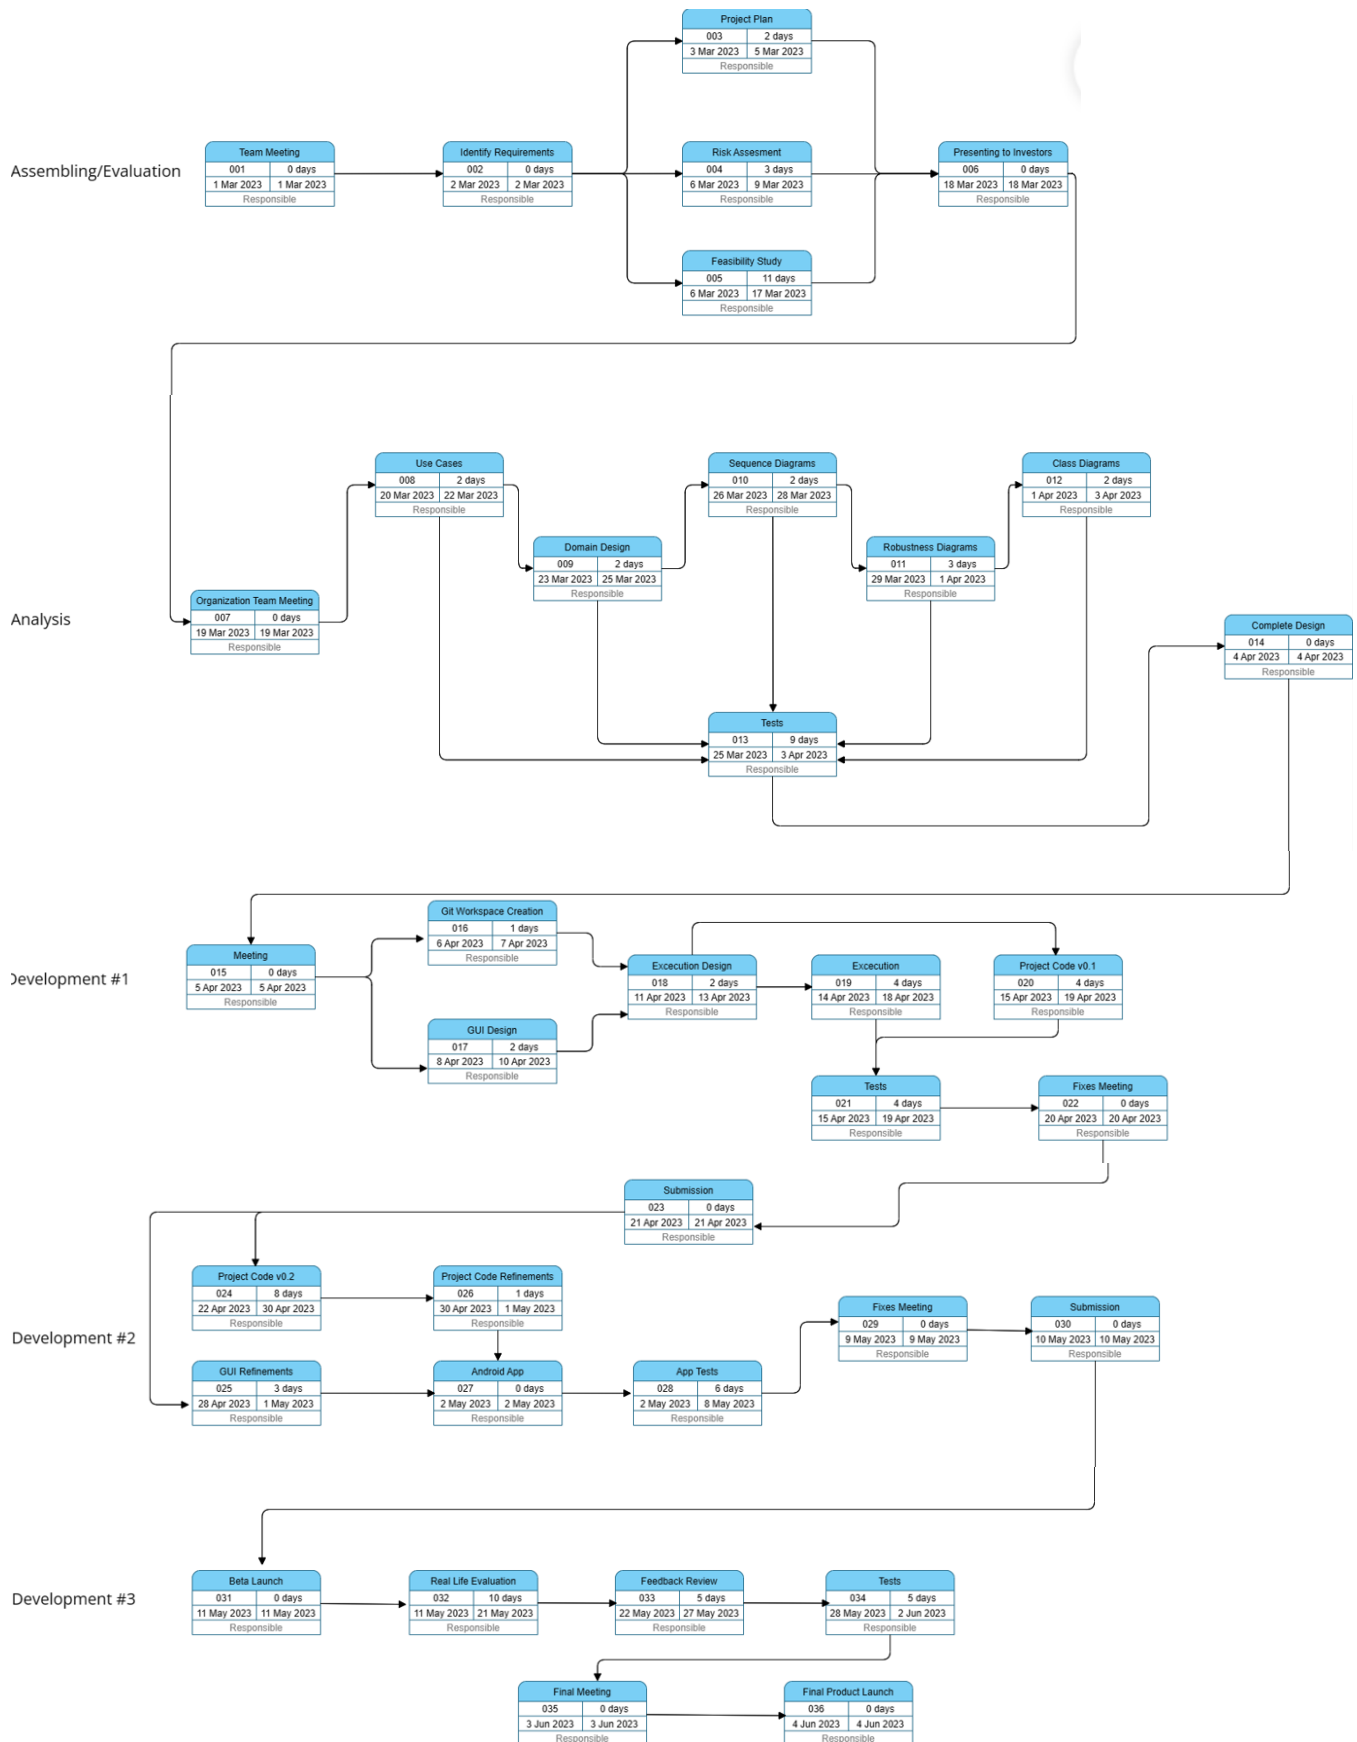 Project Plan
003 2 days
3 Mar 2023 5 Mar 2023
Responsible
Assembling/Evaluation
Team Meeting
001 0 days
1 Mar 2023 1 Mar 2023
Responsible
Identify Requirements
002 0 days
2 Mar 2023 2 Mar 2023
Responsible
Risk Assesment
004 3 days
6 Mar 2023 9 Mar 2023
Responsible
Presenting to Investors
006 0 days
18 Mar 2023 18 Mar 2023
Responsible
Feasibility Study
005 11 days
6 Mar 2023 17 Mar 2023
Responsible
Analysis
Use Cases
008 2 days
20 Mar 2023 22 Mar 2023
Responsible
Sequence Diagrams
010 2 days
26 Mar 2023 28 Mar 2023
Responsible
Class Diagrams
012 2 days
1 Apr 2023 3 Apr 2023
Responsible
Domain Design
009 2 days
23 Mar 2023 25 Mar 2023
Responsible
Robustness Diagrams
011 3 days
29 Mar 2023 1 Apr 2023
Responsible
Organization Team Meeting
007 0 days
19 Mar 2023 19 Mar 2023
Responsible
Complete Design
014 0 days
4 Apr 2023 4 Apr 2023
Responsible
Tests
013 9 days
25 Mar 2023 3 Apr 2023
Responsible
Development #1
Git Workspace Creation
016 1 days
6 Apr 2023 7 Apr 2023
Responsible
Meeting
015 0 days
5 Apr 2023 5 Apr 2023
Responsible
Excecution Design
018 2 days
11 Apr 2023 13 Apr 2023
Responsible
Excecution
019 4 days
14 Apr 2023 18 Apr 2023
Responsible
Project Code v0.1
020 4 days
15 Apr 2023 19 Apr 2023
Responsible
GUI Design
017 2 days
8 Apr 2023 10 Apr 2023
Responsible
Tests
021 4 days
15 Apr 2023 19 Apr 2023
Responsible
Fixes Meeting
022 0 days
20 Apr 2023 20 Apr 2023
Responsible
Submission
023 0 days
21 Apr 2023 21 Apr 2023
Responsible
Development #2
Project Code v0.2
024 8 days
22 Apr 2023 30 Apr 2023
Responsible
Project Code Refinements
026 1 days
30 Apr 2023 1 May 2023
Responsible
Fixes Meeting
029 0 days
9 May 2023 9 May 2023
Responsible
Submission
030 0 days
10 May 2023 10 May 2023
Responsible
GUI Refinements
025 3 days
28 Apr 2023 1 May 2023
Responsible
Android App
027 0 days
2 May 2023 2 May 2023
Responsible
App Tests
028 6 days
2 May 2023 8 May 2023
Responsible
Development #3
Beta Launch
031 0 days
11 May 2023 11 May 2023
Responsible
Real Life Evaluation
032 10 days
11 May 2023 21 May 2023
Responsible
Feedback Review
033 5 days
22 May 2023 27 May 2023
Responsible
Tests
034 5 days
28 May 2023 2 Jun 2023
Responsible
Final Meeting
035 0 days
3 Jun 2023 3 Jun 2023
Responsible
Final Product Launch
036 0 days
4 Jun 2023 4 Jun 2023
Responsible